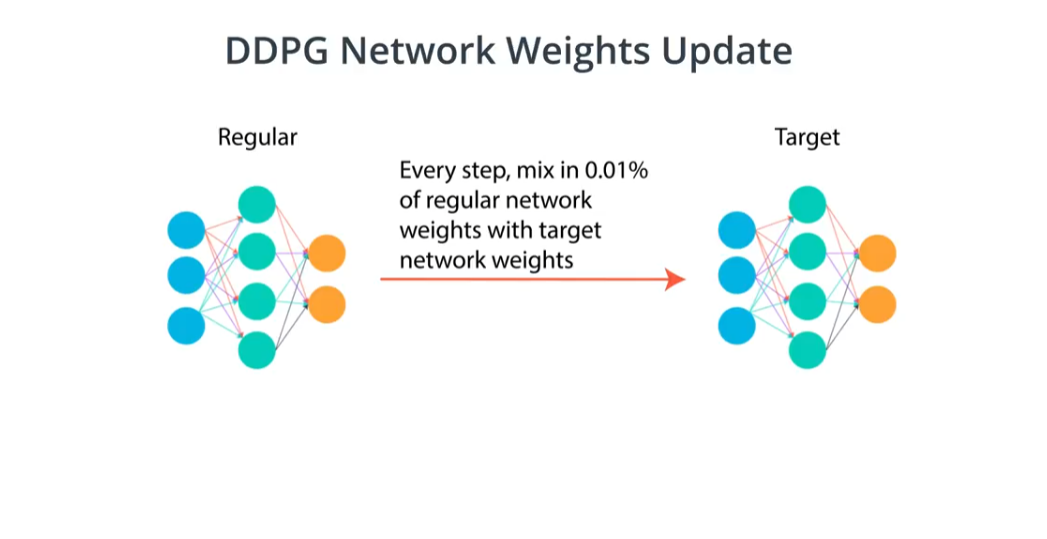 DDPG Network Weights Update
Regular
Target
Every step, mix in 0.01%
of regular network
weights with target
network weights